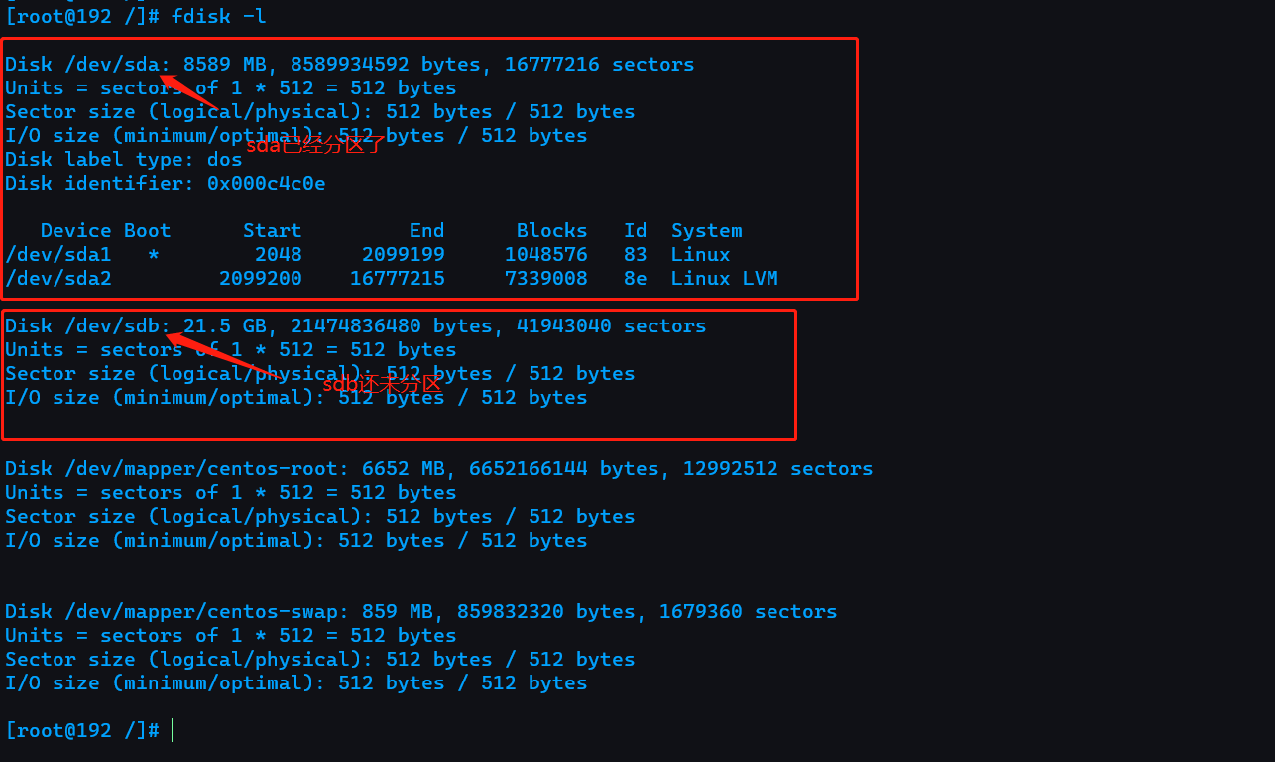 [root@192 /]# fdisk -l
Disk /dev/sda: 8589 MB, 8589934592 bytes, 16777216 sectors
Units = sectors of 1 * 512 = 512 bytes
Sector size (logical/physical): 512 bytes / 512 bytes
I/O size (minimum/optimal): 512 bytes / 512 bytes
sda已经分区了
Disk label type: dos
Disk identifier: 0x000c4c0e
Device Boot Start End Blocks Id System
/dev/sda1 * 2048 2099199 1048576 83 Linux
/dev/sda2 2099200 16777215 7339008 8e Linux LVM
Disk /dev/sdb: 21.5 GB, 21474836480 bytes, 41943040 sectors
Units = sectors of 1 * 512 = 512 bytes
Sector size (logical/physical): 512 bytes / 512 bytes
sdb还未分区
I/O size (minimum/optimal): 512 bytes / 512 bytes
Disk /dev/mapper/centos-root: 6652 MB, 6652166144 bytes, 12992512 sectors
Units = sectors of 1 * 512 = 512 bytes
Sector size (logical/physical): 512 bytes / 512 bytes
I/O size (minimum/optimal): 512 bytes / 512 bytes
Disk /dev/mapper/centos-swap: 859 MB, 859832320 bytes, 1679360 sectors
Units = sectors of 1 * 512 = 512 bytes
Sector size (logical/physical): 512 bytes / 512 bytes
I/O size (minimum/optimal): 512 bytes / 512 bytes
[root@192 /]#